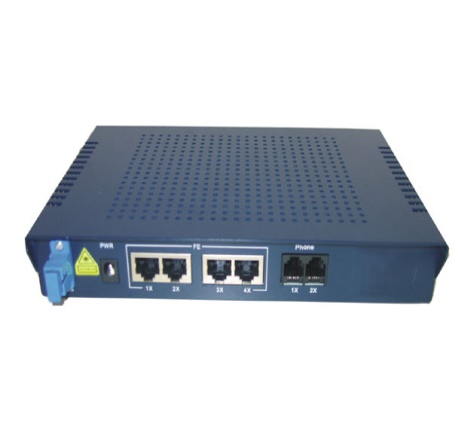 PWR
FE
1X 2X 3X 4X
Phone
1X 2X